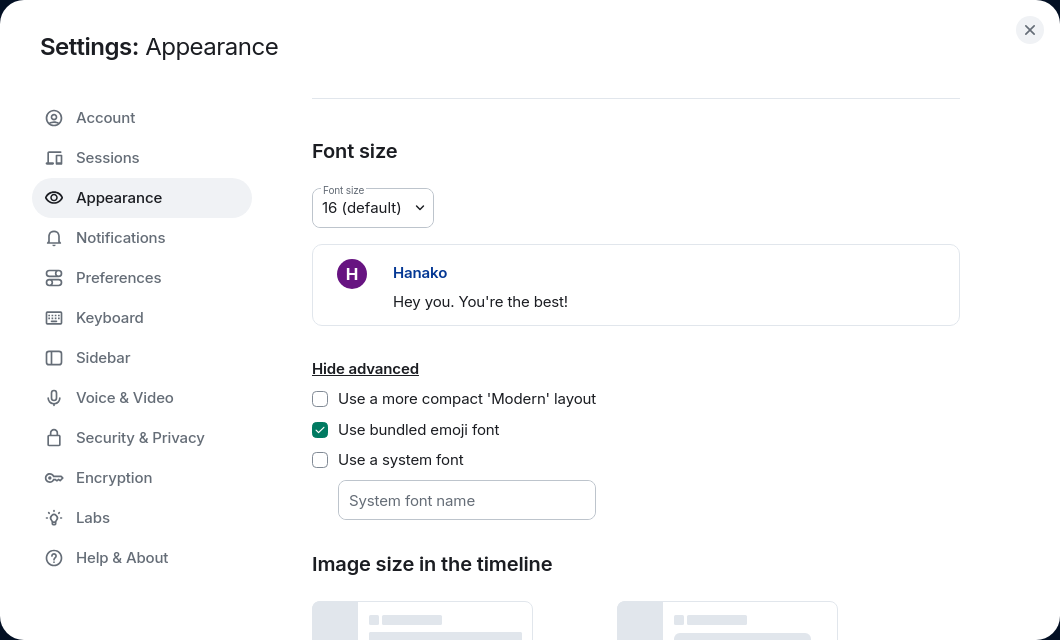 Settings: Appearance
Account
Sessions
Appearance
Notifications
Preferences
Keyboard
Sidebar
Voice & Video
Security & Privacy
Encryption
Labs
Help & About
Font size
Font size
16 (default)
H
Hanako
Hey you. You're the best!
Hide advanced
Use a more compact 'Modern' layout
Use bundled emoji font
Use a system font
System font name
Image size in the timeline